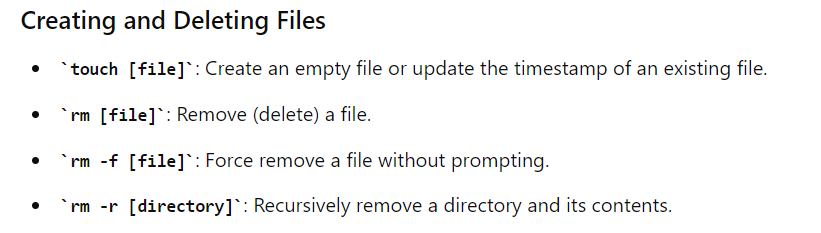 Creating and Deleting Files
• `touch [file]`: Create an empty file or update the timestamp of an existing file.
• `rm [file]`: Remove (delete) a file.
• `rm -f [file]`: Force remove a file without prompting.
• `rm -r [directory]`: Recursively remove a directory and its contents.